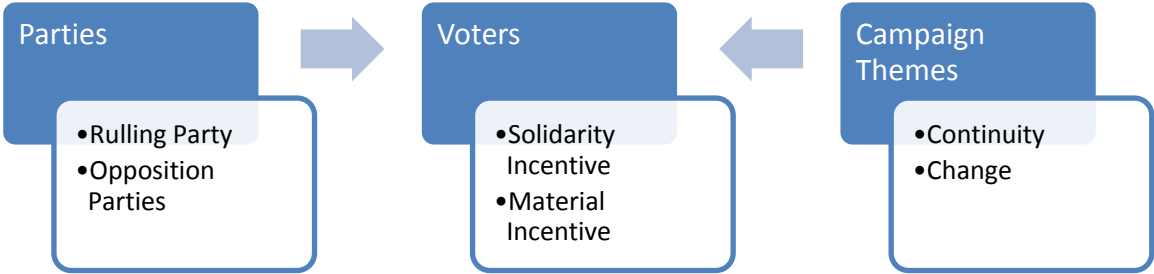 Parties
•Rulling Party
•Opposition
Parties
Voters
•Solidarity
Incentive
•Material
Incentive
Campaign
Themes
•Continuity
•Change